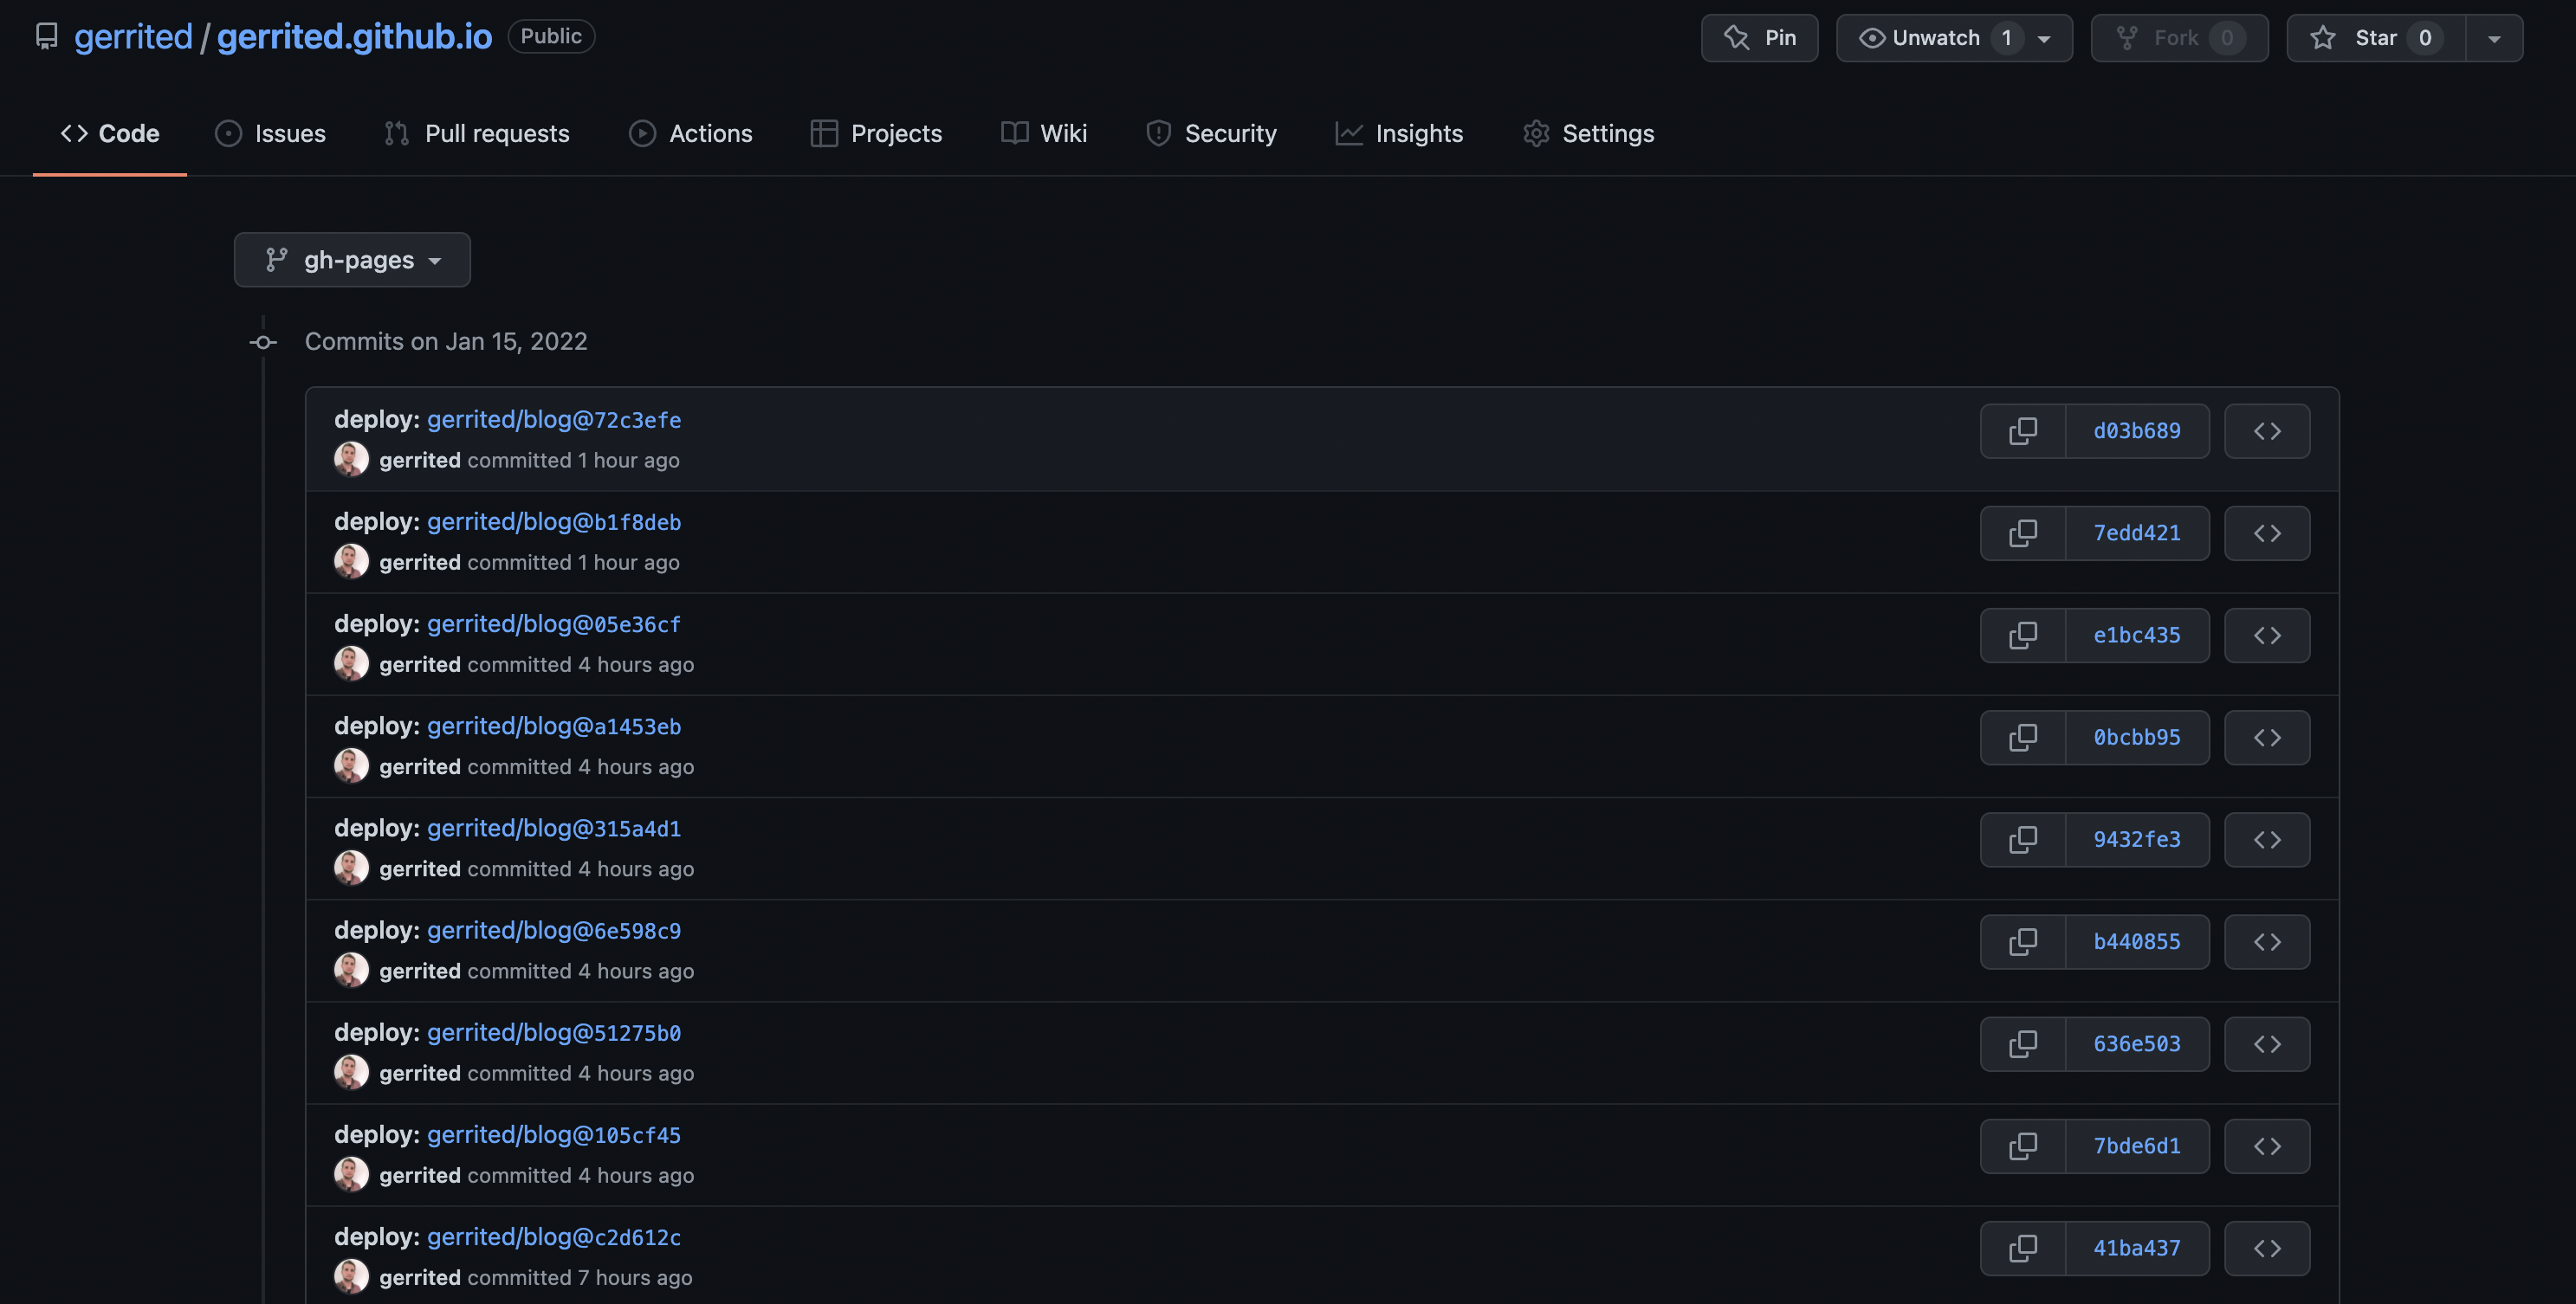 gerrited / gerrited.github.io Public Pin Unwatch 1 Fork 0 Star 0
Code Issues Pull requests Actions Projects Wiki Security Insights Settings
gh-pages
Commits on Jan 15, 2022
deploy: gerrited/blog@72c3efe
gerrited committed 1 hour ago
d03b689
deploy: gerrited/blog@b1f8deb
gerrited committed 1 hour ago
7edd421
deploy: gerrited/blog@05e36cf
gerrited committed 4 hours ago
e1bc435
deploy: gerrited/blog@a1453eb
gerrited committed 4 hours ago
0bcbb95
deploy: gerrited/blog@315a4d1
gerrited committed 4 hours ago
9432fe3
deploy: gerrited/blog@6e598c9
gerrited committed 4 hours ago
b440855
deploy: gerrited/blog@51275b0
gerrited committed 4 hours ago
636e503
deploy: gerrited/blog@105cf45
gerrited committed 4 hours ago
7bde6d1
deploy: gerrited/blog@c2d612c
gerrited committed 7 hours ago
41ba437